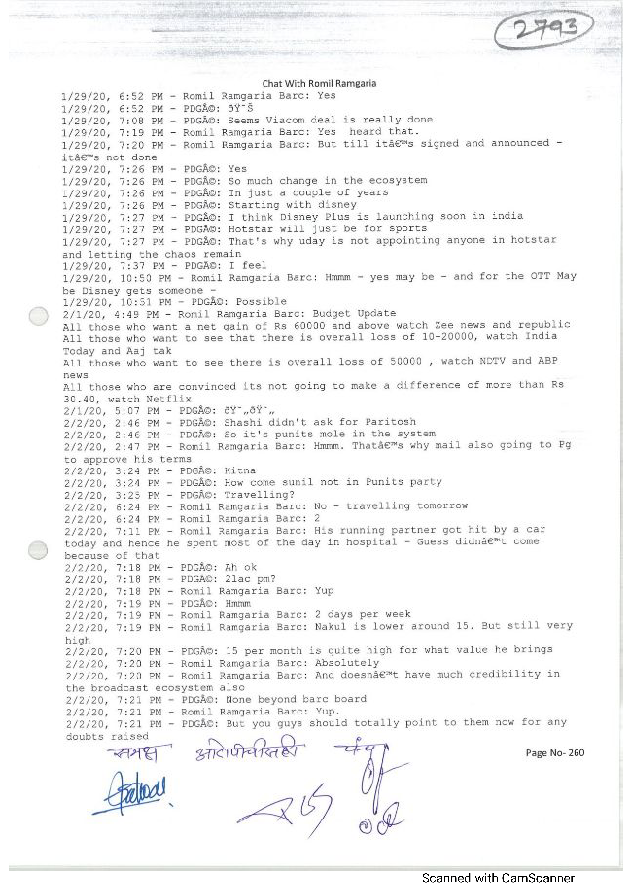 2793
Chat With Romil Ramgaria
1/29/20, 6:52 PM - Romil Ramgaria Barc: Yes
1/29/20, 6:52 PM - PDGÂ©: ðŸ˜Š
1/29/20, 7:08 PM - PDGÂ©: Seems Viacom deal is really done
1/29/20, 7:19 PM - Romil Ramgaria Barc: Yes heard that.
1/29/20, 7:20 PM - Romil Ramgaria Barc: But till itâ€™s signed and announced -
itâ€™s not done
1/29/20, 7:26 PM - PDGÂ©: Yes
1/29/20, 7:26 PM - PDGÂ©: So much change in the ecosystem
1/29/20, 7:26 PM - PDGÂ©: In just a couple of years
1/29/20, 7:26 PM - PDGÂ©: Starting with disney
1/29/20, 7:27 PM - PDGÂ©: I think Disney Plus is launching soon in india
1/29/20, 7:27 PM - PDGÂ©: Hotstar will just be for sports
1/29/20, 7:27 PM - PDGÂ©: That's why uday is not appointing anyone in hotstar
and letting the chaos remain
1/29/20, 7:37 PM - PDGÂ©: I feel
1/29/20, 10:50 PM - Romil Ramgaria Barc: Hmmm - yes may be - and for the OTT May
be Disney gets someone -
1/29/20, 10:51 PM - PDGÂ©: Possible
2/1/20, 4:49 PM - Romil Ramgaria Barc: Budget Update
All those who want a net gain of Rs 60000 and above watch Zee news and republic
All those who want to see that there is overall loss of 10-20000, watch India
Today and Aaj tak
All those who want to see there is overall loss of 50000 , watch NDTV and ABP
news
All those who are convinced its not going to make a difference of more than Rs
30.40, watch Netflix
2/1/20, 5:07 PM - PDGÂ©: ðŸ˜„ðŸ˜„
2/2/20, 2:46 PM - PDGÂ©: Shashi didn't ask for Paritosh
2/2/20, 2:46 PM - PDGÂ©: So it's punits mole in the system
2/2/20, 2:47 PM - Romil Ramgaria Barc: Hmmm. Thatâ€™s why mail also going to Pg
to approve his terms
2/2/20, 3:24 PM - PDGÂ©: Kitna
2/2/20, 3:24 PM - PDGÂ©: How come sunil not in Punits party
2/2/20, 3:25 PM - PDGÂ©: Travelling?
2/2/20, 6:24 PM - Romil Ramgaria Barc: No - travelling tomorrow
2/2/20, 6:24 PM - Romil Ramgaria Barc: 2
2/2/20, 7:11 PM - Romil Ramgaria Barc: His running partner got hit by a car
today and hence he spent most of the day in hospital - Guess didnâ€™t come
because of that
2/2/20, 7:18 PM - PDGÂ©: Ah ok
2/2/20, 7:18 PM - PDGÂ©: 2lac pm?
2/2/20, 7:18 PM - Romil Ramgaria Barc: Yup
2/2/20, 7:19 PM - PDGÂ©: Hmmm
2/2/20, 7:19 PM - Romil Ramgaria Barc: 2 days per week
2/2/20, 7:19 PM - Romil Ramgaria Barc: Nakul is lower around 15. But still very
high
2/2/20, 7:20 PM - PDGÂ©: 15 per month is quite high for what value he brings
2/2/20, 7:20 PM - Romil Ramgaria Barc: Absolutely
2/2/20, 7:20 PM - Romil Ramgaria Barc: And doesnâ€™t have much credibility in
the broadcast ecosystem also
2/2/20, 7:21 PM - PDGÂ©: None beyond barc board
2/2/20, 7:21 PM - Romil Ramgaria Barc: Yup.
2/2/20, 7:21 PM - PDGÂ©: But you guys should totally point to them now for any
doubts raised
समक्ष
Page No- 260
Scanned with CamScanner